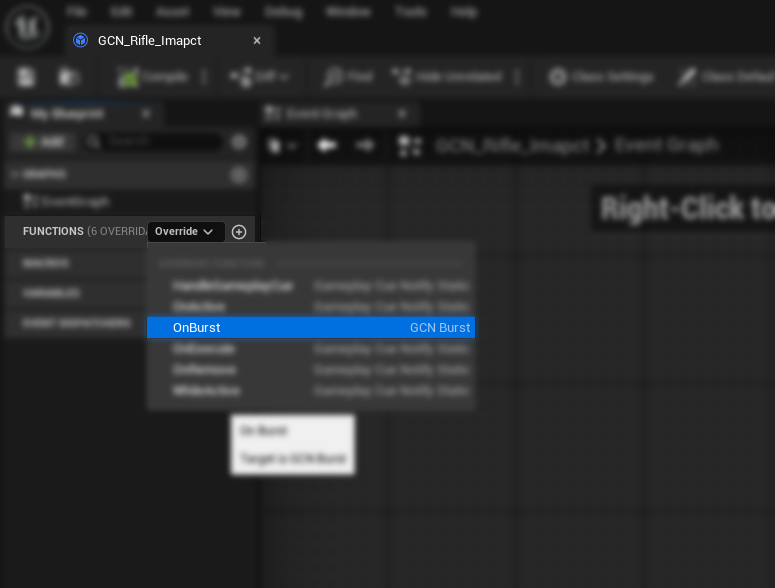 File Edit Asset View Debug Window Tools Help
GCN_Rifle_Imapct
Compile Diff Find Hide Unrelated Class Settings Class Defaul
My Blueprint Event Graph
Add Search
GCN_Rifle_Imapct > Event Graph
GRAPHS
EventGraph
Right-Click to
FUNCTIONS (6 OVERRIDA Override
MACROS
OVERRIDE FUNCTION
HandleGameplayCue Gameplay Cue Notify Static
VARIABLES
OnActive Gameplay Cue Notify Static
EVENT DISPATCHERS
OnBurst GCN Burst
OnExecute Gameplay Cue Notify Static
OnRemove Gameplay Cue Notify Static
WhileActive Gameplay Cue Notify Static
On Burst
Target is GCN Burst